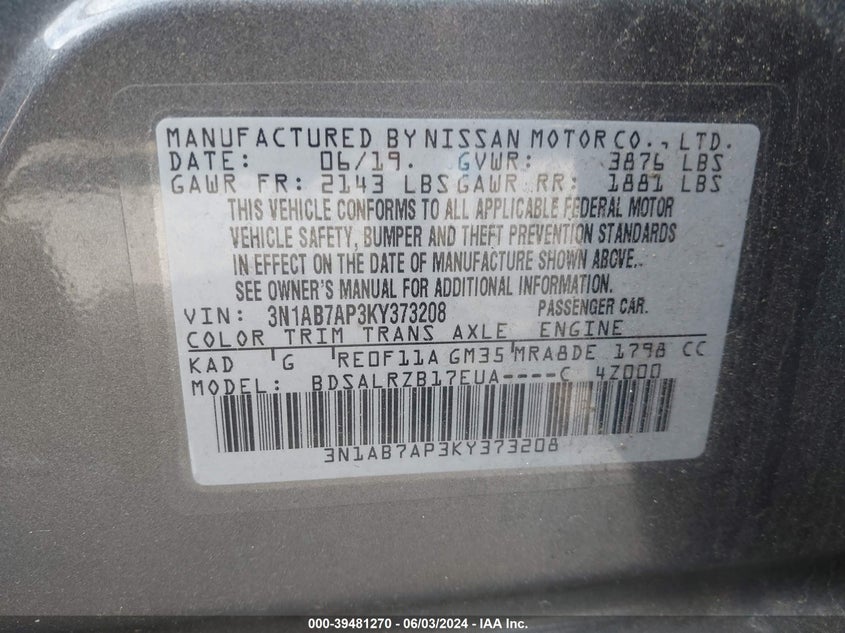 MANUFACTURED BY NISSAN MOTOR CO., LTD.
DATE: 06/19. GVWR: 3876 LBS
GAWR FR: 2143 LBS GAWR RR: 1881 LBS
THIS VEHICLE CONFORMS TO ALL APPLICABLE FEDERAL MOTOR
VEHICLE SAFETY, BUMPER AND THEFT PREVENTION STANDARDS
IN EFFECT ON THE DATE OF MANUFACTURE SHOWN ABOVE.
SEE OWNER'S MANUAL FOR ADDITIONAL INFORMATION.
VIN: 3N1AB7AP3KY373208 PASSENGER CAR.
COLOR TRIM TRANS AXLE ENGINE
KAD G RE0F11A GM35 MRA8DE 1798 CC
MODEL: BDSALRZB17EUA----C 4Z000
3N1AB7AP3KY373208
000-39481270 - 06/03/2024 - IAA Inc.